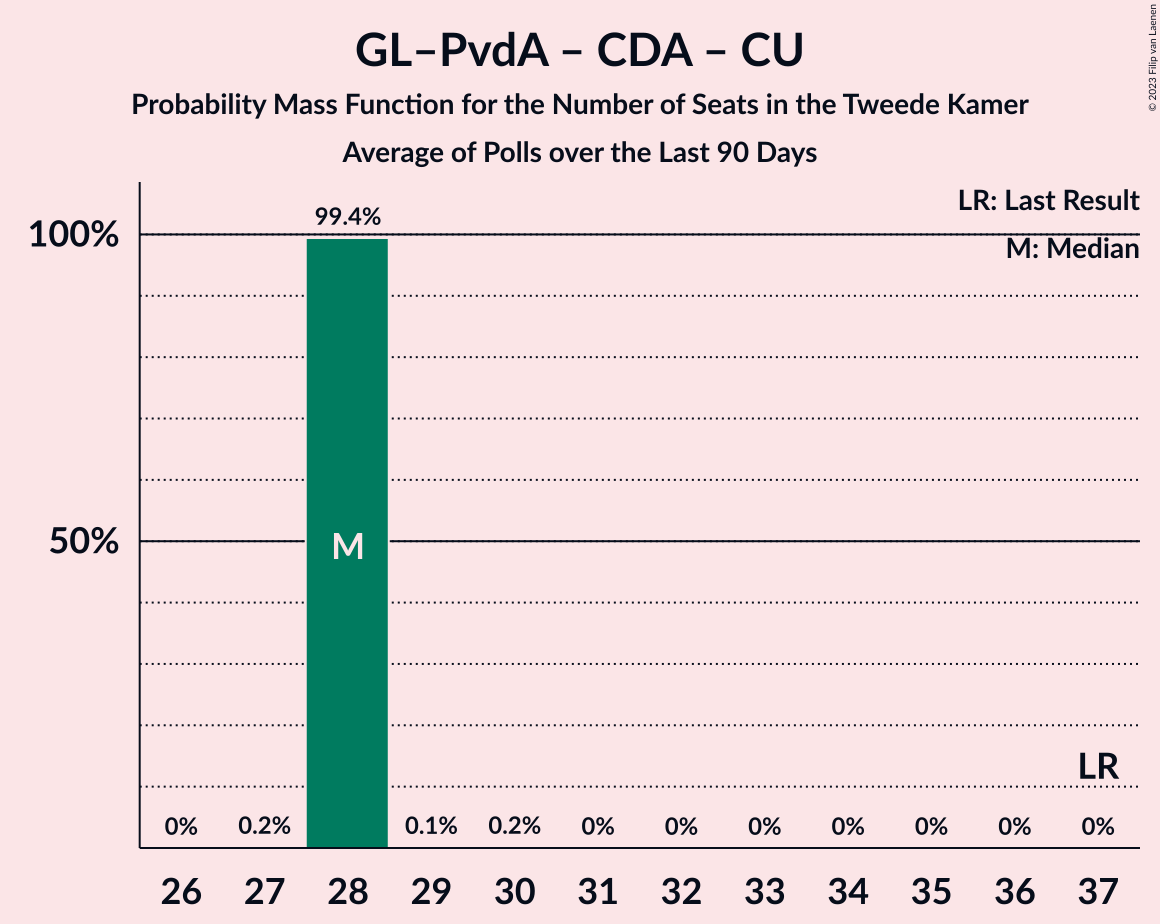 GL–PvdA – CDA – CU
Probability Mass Function for the Number of Seats in the Tweede Kamer
Average of Polls over the Last 90 Days
© 2023 Filip van Laenen
LR: Last Result
M: Median
99.4%
100%
50%
M
LR
0% 0.2% 0.1% 0.2% 0% 0% 0% 0% 0% 0% 0%
26 27 28 29 30 31 32 33 34 35 36 37